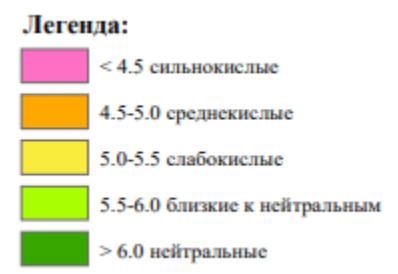 Легенда:
< 4.5 сильнокислые
4.5-5.0 среднекислые
5.0-5.5 слабокислые
5.5-6.0 близкие к нейтральным
> 6.0 нейтральные